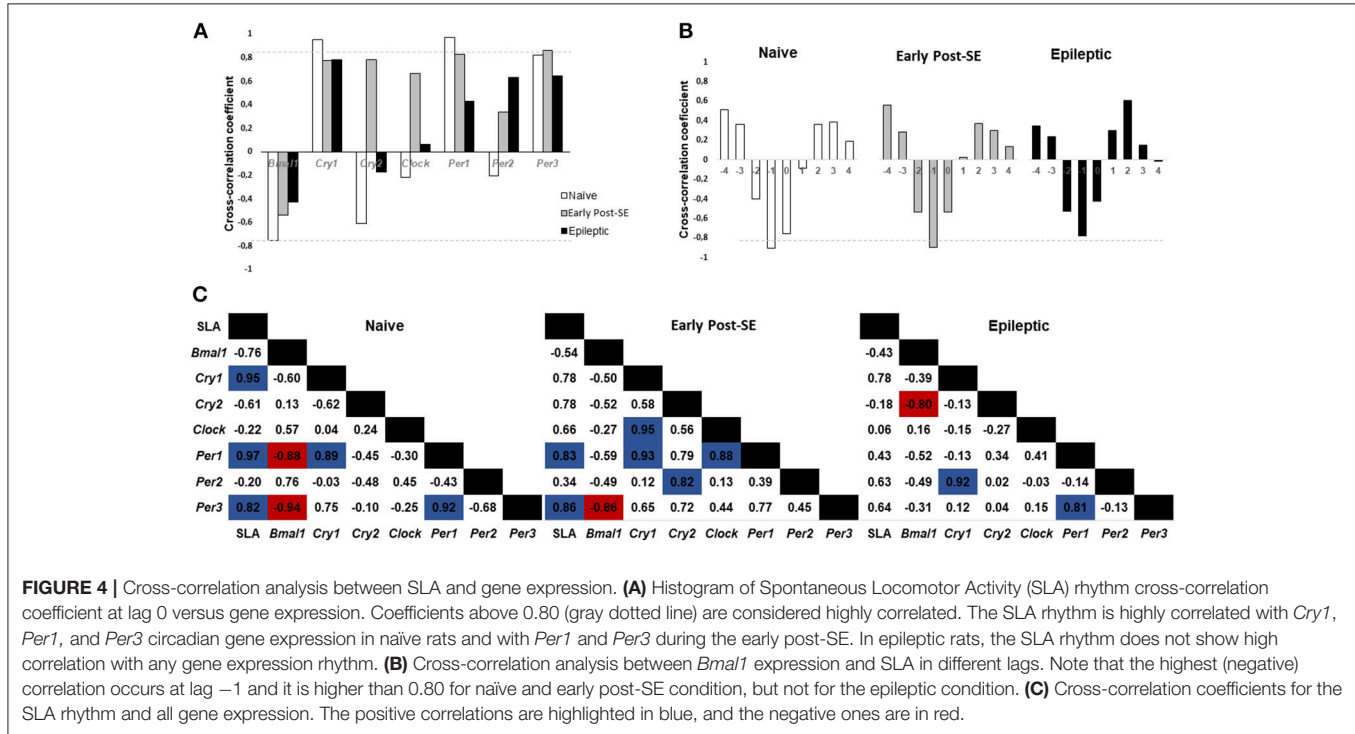 A
Cross-correlation coefficient
1
0,8
0,6
0,4
0,2
0
-0,2
-0,4
-0,6
-0,8
-1
Bmal1 Cry1 Cry2 Clock Per1 Per2 Per3
Naïve
Early Post-SE
Epileptic
B
Cross-correlation coeficcient
Naive Early Post-SE Epileptic
1
0,8
0,6
0,4
0,2
0
-0,2
-0,4
-0,6
-0,8
-1
-4 -3 -2 -1 0 1 2 3 4 -4 -3 -2 -1 0 1 2 3 4 -4 -3 -2 -1 0 1 2 3 4
C
SLA Naive Early Post-SE Epileptic
Bmal1 -0.76 -0.54 -0.43
Cry1 0.95 -0.60 0.78 -0.50 0.78 -0.39
Cry2 -0.61 0.13 -0.62 0.78 -0.52 0.58 -0.18 -0.80 -0.13
Clock -0.22 0.57 0.04 0.24 0.66 -0.27 0.95 0.56 0.06 0.16 -0.15 -0.27
Per1 0.97 -0.88 0.89 -0.45 -0.30 0.83 -0.59 0.93 0.79 0.88 0.43 -0.52 -0.13 0.34 0.41
Per2 -0.20 0.76 -0.03 -0.48 0.45 -0.43 0.34 -0.49 0.12 0.82 0.13 0.39 0.63 -0.49 0.92 0.02 -0.03 -0.14
Per3 0.82 -0.94 0.75 -0.10 -0.25 0.92 -0.68 0.86 -0.86 0.65 0.72 0.44 0.77 0.45 0.64 -0.31 0.12 0.04 0.15 0.81 -0.13
SLA Bmal1 Cry1 Cry2 Clock Per1 Per2 Per3 SLA Bmal1 Cry1 Cry2 Clock Per1 Per2 Per3 SLA Bmal1 Cry1 Cry2 Clock Per1 Per2 Per3
FIGURE 4 | Cross-correlation analysis between SLA and gene expression. (A) Histogram of Spontaneous Locomotor Activity (SLA) rhythm cross-correlation
coefficient at lag 0 versus gene expression. Coefficients above 0.80 (gray dotted line) are considered highly correlated. The SLA rhythm is highly correlated with Cry1,
Per1, and Per3 circadian gene expression in naïve rats and with Per1 and Per3 during the early post-SE. In epileptic rats, the SLA rhythm does not show high
correlation with any gene expression rhythm. (B) Cross-correlation analysis between Bmal1 expression and SLA in different lags. Note that the highest (negative)
correlation occurs at lag −1 and it is higher than 0.80 for naïve and early post-SE condition, but not for the epileptic condition. (C) Cross-correlation coefficients for the
SLA rhythm and all gene expression. The positive correlations are highlighted in blue, and the negative ones are in red.